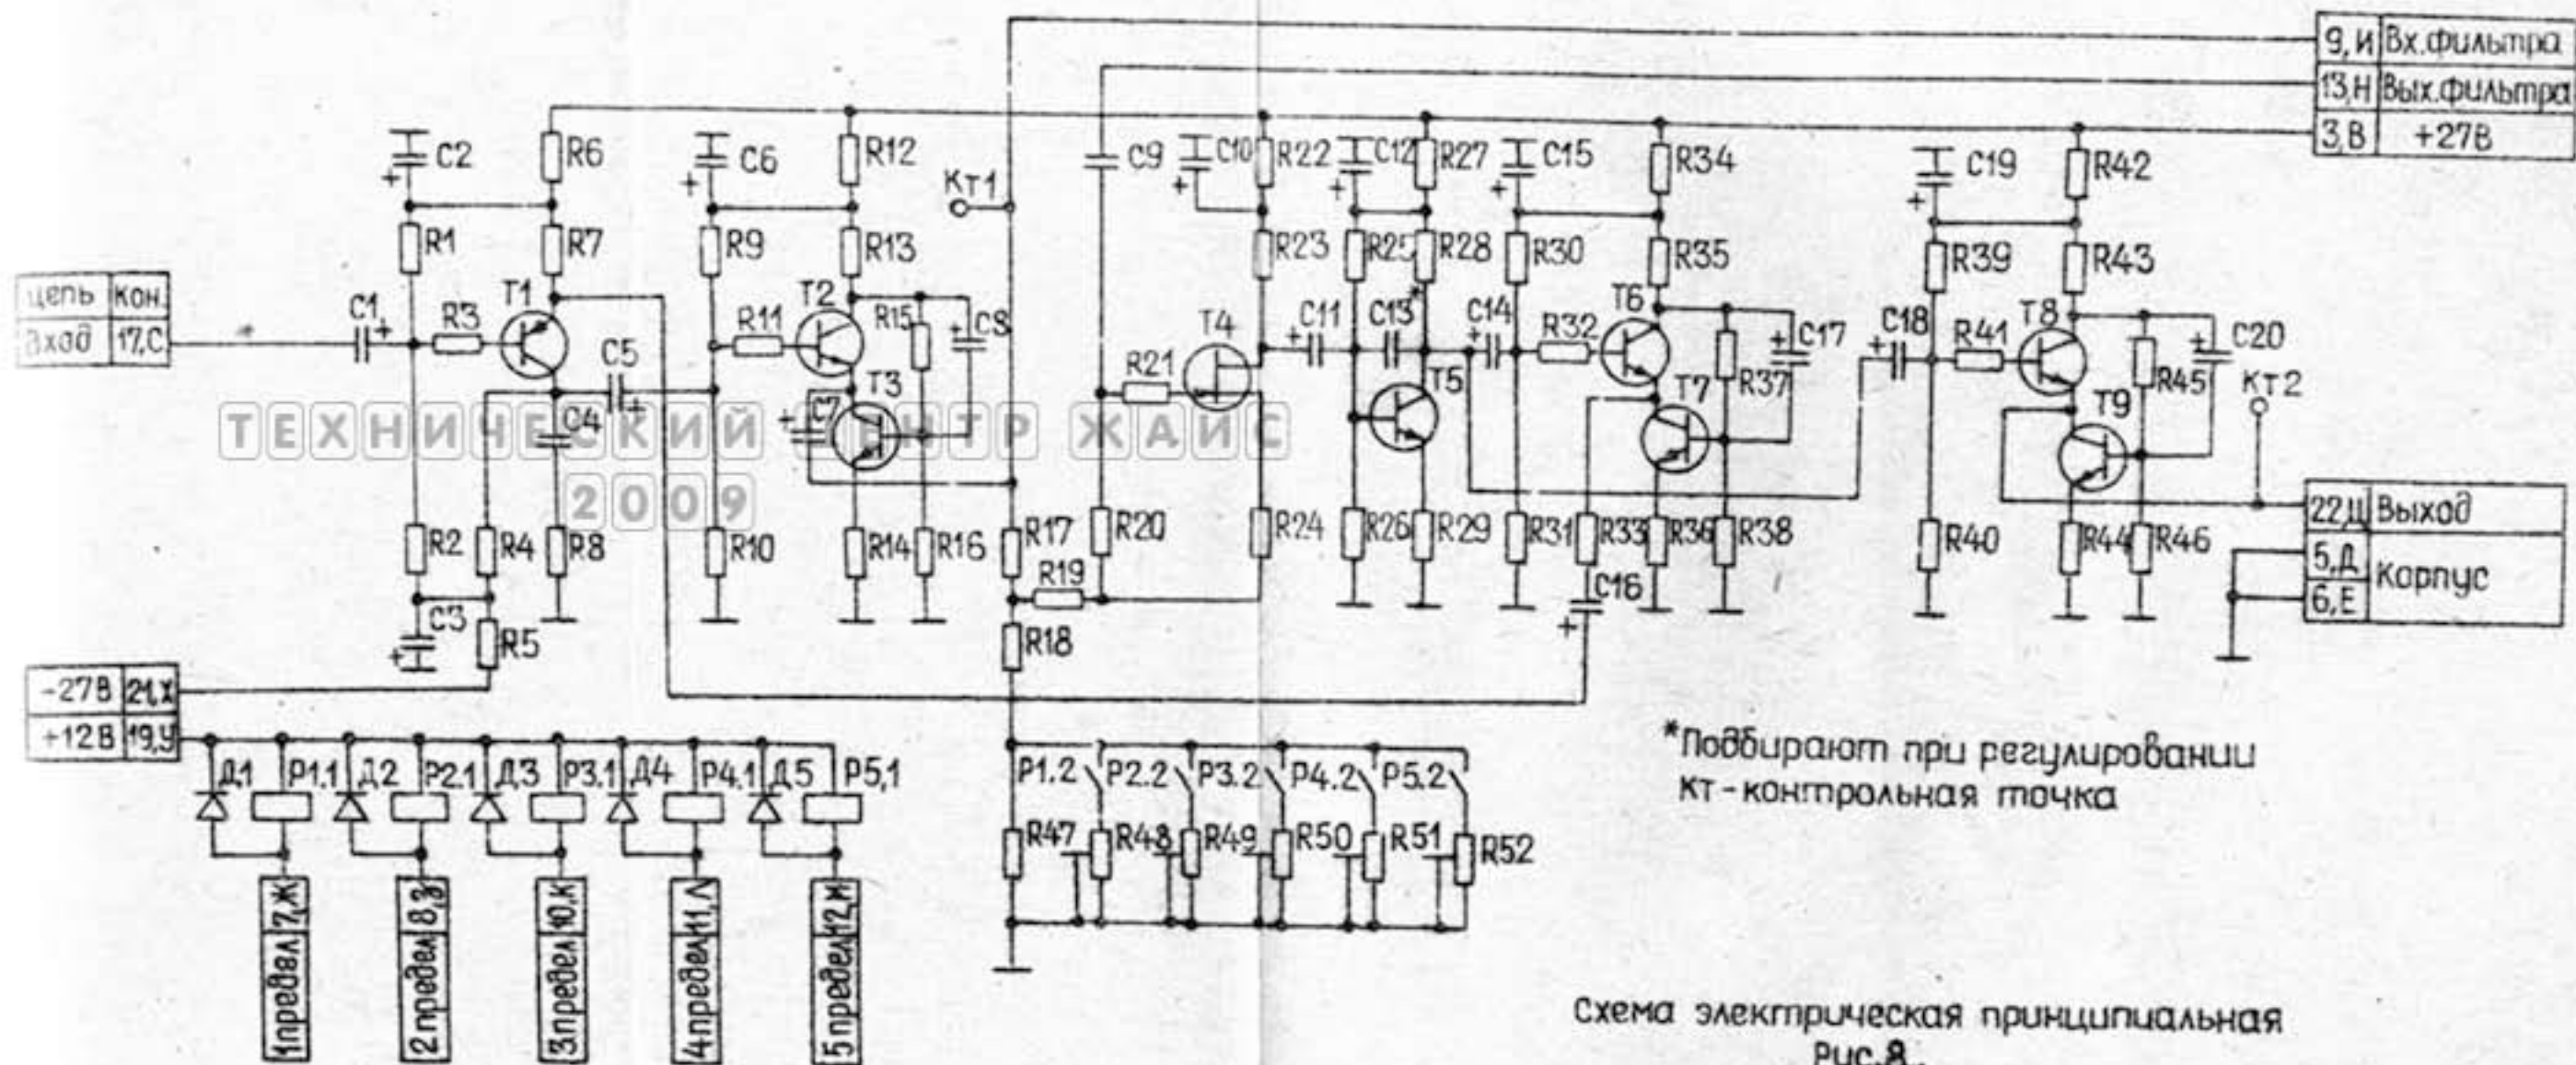 9,И Вх.фильтра
13,Н Вых.фильтра
3,В +27В
C2 R6 C6 R12 C9 C10 R22 C12 R27 C15 R34 C19 R42
КТ1
R1 R7 R9 R13 R23 R25 R28 R30 R35 R39 R43
*
цепь кон.
Вход 17,С
C1 R3 T1 R11 T2 R15 C8 T4 C11 C13 C14 R32 T6 C17 C18 R41 T8 C20
C5 R21 T5 R37 R45
T3 T7 T9 КТ2
C4 C7
ТЕХНИЧЕСКИЙ ЦЕНТР ЖАИС
2009
R2 R4 R8 R10 R14 R16 R17 R20 R24 R26 R29 R31 R33 R36 R38 R40 R44 R46
22,Ц Выход
5,Д Корпус
6,Е
R19 C16
C3 R5 R18
-27В 21,Х
+12В 19,У
Д1 Р1.1 Д2 Р2.1 Д3 Р3.1 Д4 Р4.1 Д5 Р5,1
Р1.2 Р2.2 Р3.2 Р4.2 Р5.2
R47 R48 R49 R50 R51 R52
*Подбирают при регулировании
КТ-контрольная точка
1предел 7,Ж
2предел 8,З
3предел 10,К
4предел 11,Л
5предел 12,М
Схема электрическая принципиальная
Рис.8.